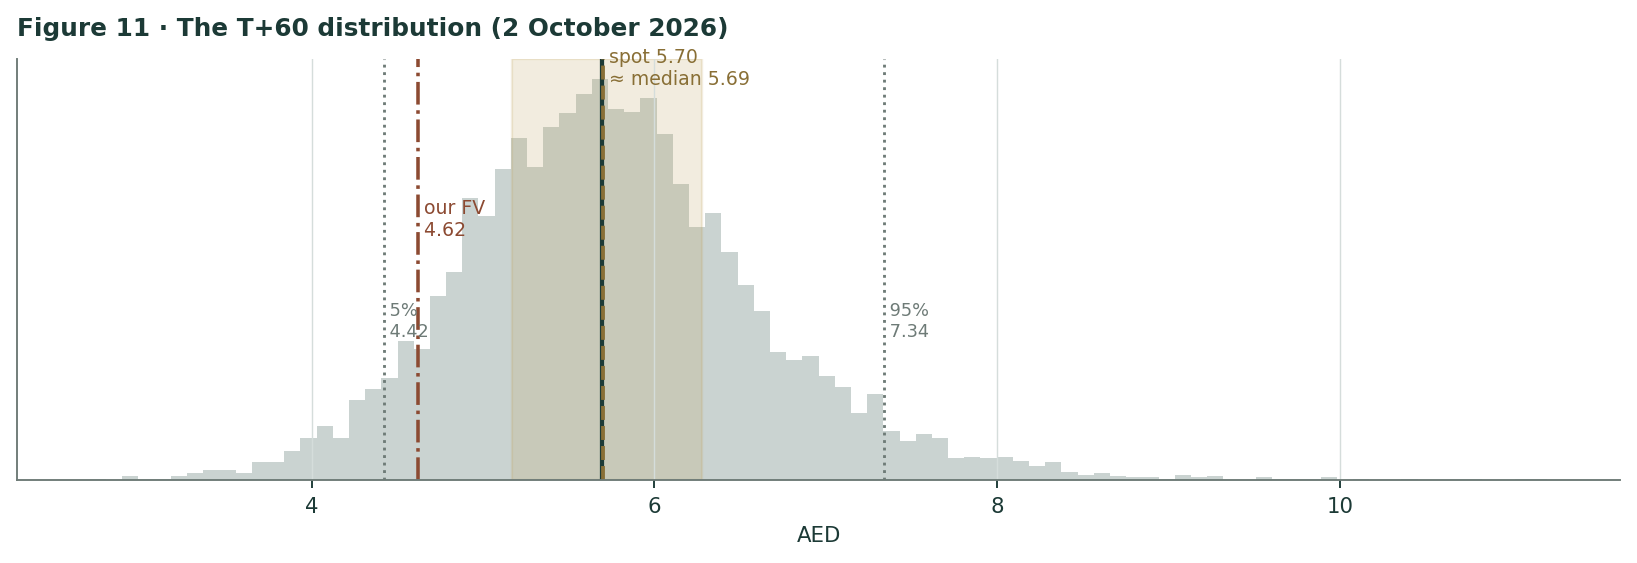 Figure 11 · The T+60 distribution (2 October 2026)
spot 5.70
≈ median 5.69
our FV
4.62
5%
4.42
95%
7.34
4
6
8
10
AED